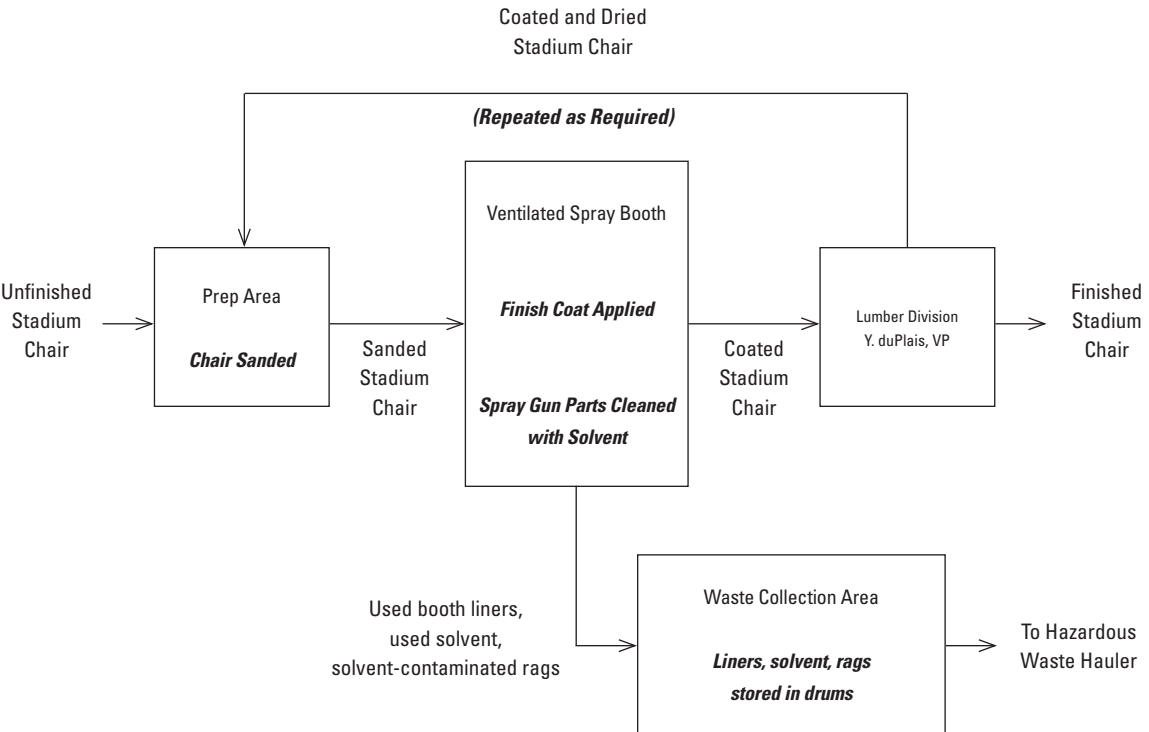 Coated and Dried
Stadium Chair
(Repeated as Required)
Unfinished
Stadium
Chair
Prep Area
Chair Sanded
Sanded
Stadium
Chair
Ventilated Spray Booth
Finish Coat Applied
Spray Gun Parts Cleaned
with Solvent
Coated
Stadium
Chair
Lumber Division
Y. duPlais, VP
Finished
Stadium
Chair
Used booth liners,
used solvent,
solvent-contaminated rags
Waste Collection Area
Liners, solvent, rags
stored in drums
To Hazardous
Waste Hauler